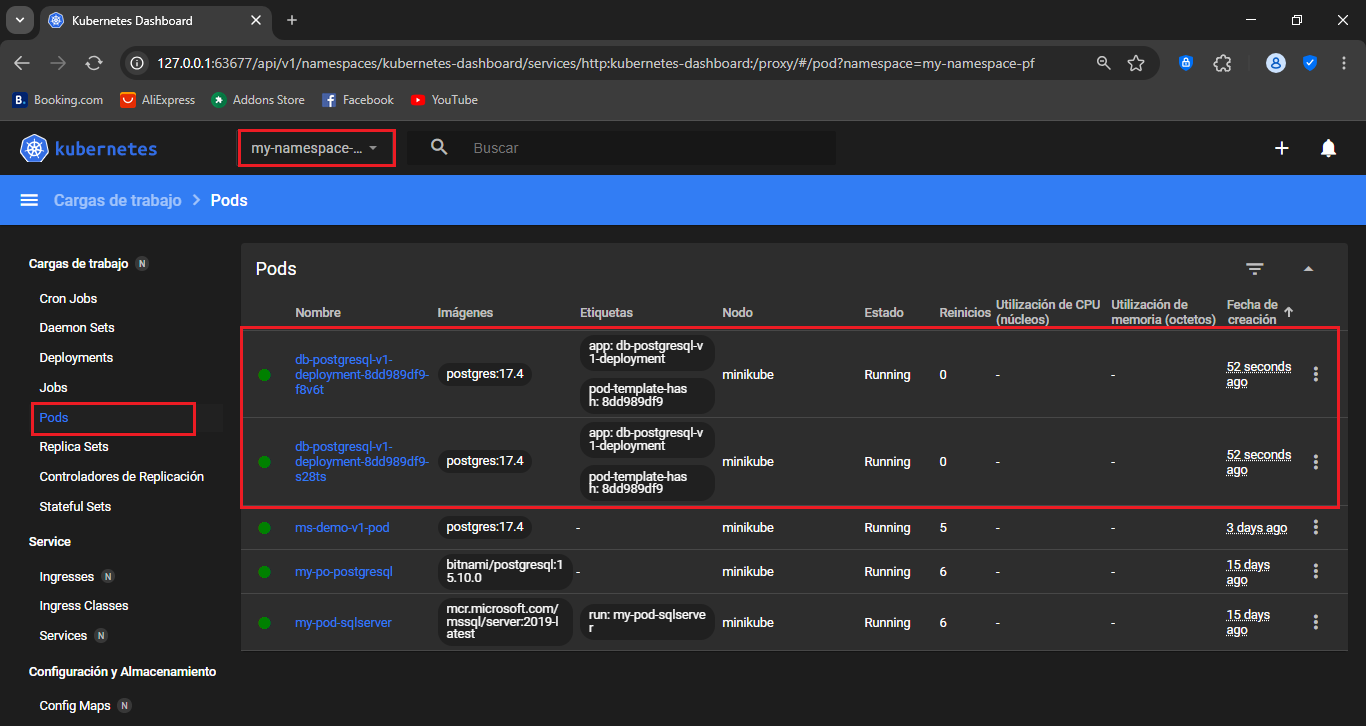 Kubernetes Dashboard
127.0.0.1:63677/api/v1/namespaces/kubernetes-dashboard/services/http:kubernetes-dashboard:/proxy/#/pod?namespace=my-namespace-pf
B. Booking.com AliExpress Addons Store Facebook YouTube
kubernetes my-namespace-... Buscar
Cargas de trabajo > Pods
Cargas de trabajo N
Cron Jobs
Daemon Sets
Deployments
Jobs
Pods
Replica Sets
Controladores de Replicación
Stateful Sets
Service
Ingresses N
Ingress Classes
Services N
Configuración y Almacenamiento
Config Maps N
Pods
Nombre Imágenes Etiquetas Nodo Estado Reinicios Utilización de CPU (núcleos) Utilización de memoria (octetos) Fecha de creación
db-postgresql-v1-
deployment-8dd989df9-
f8v6t
postgres:17.4
app: db-postgresql-v
1-deployment
pod-template-has
h: 8dd989df9
minikube Running 0 - -
52 seconds
ago
db-postgresql-v1-
deployment-8dd989df9-
s28ts
postgres:17.4
app: db-postgresql-v
1-deployment
pod-template-has
h: 8dd989df9
minikube Running 0 - -
52 seconds
ago
ms-demo-v1-pod postgres:17.4 - minikube Running 5 - - 3 days ago
my-po-postgresql
bitnami/postgresql:1
5.10.0
- minikube Running 6 - -
15 days
ago
my-pod-sqlserver
mcr.microsoft.com/
mssql/server:2019-l
atest
run: my-pod-sqlserve
r
minikube Running 6 - -
15 days
ago